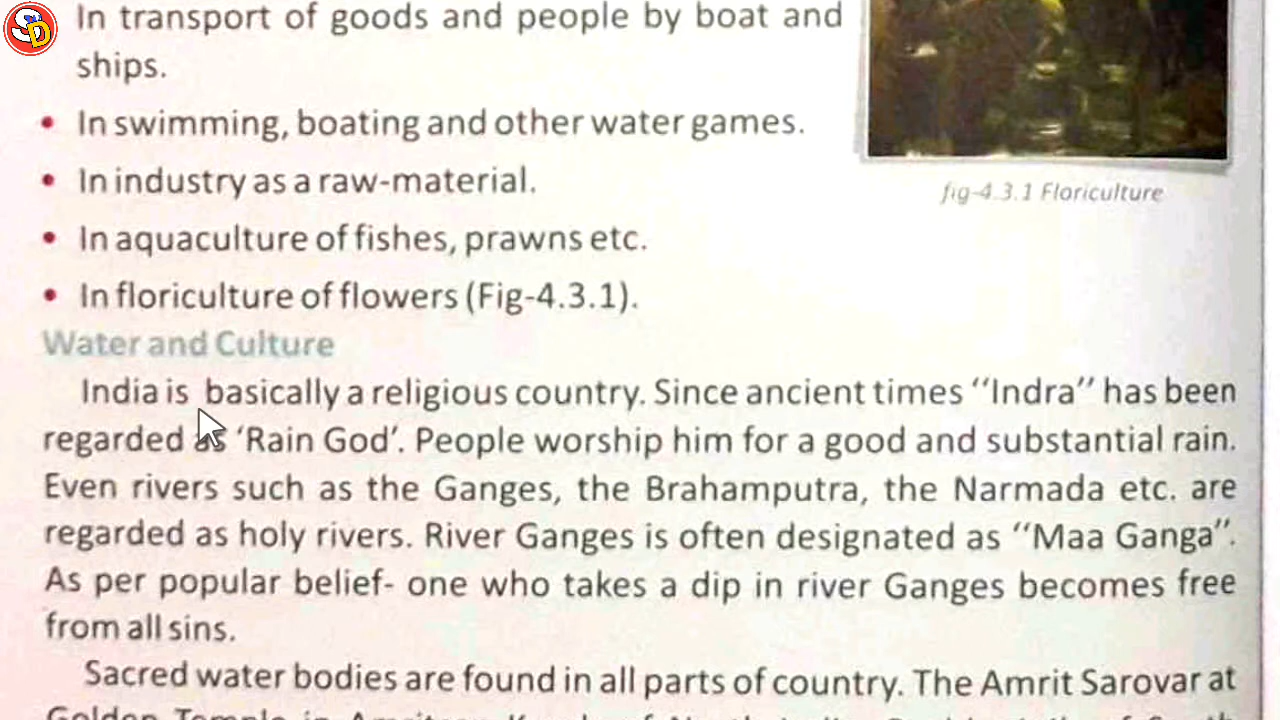 SD
In transport of goods and people by boat and
ships.
• In swimming, boating and other water games.
• In industry as a raw-material.
• In aquaculture of fishes, prawns etc.
• In floriculture of flowers (Fig-4.3.1).
fig-4.3.1 Floriculture
Water and Culture
India is basically a religious country. Since ancient times "Indra" has been
regarded as 'Rain God'. People worship him for a good and substantial rain.
Even rivers such as the Ganges, the Brahamputra, the Narmada etc. are
regarded as holy rivers. River Ganges is often designated as "Maa Ganga".
As per popular belief- one who takes a dip in river Ganges becomes free
from all sins.
Sacred water bodies are found in all parts of country. The Amrit Sarovar at
Golden Temple in